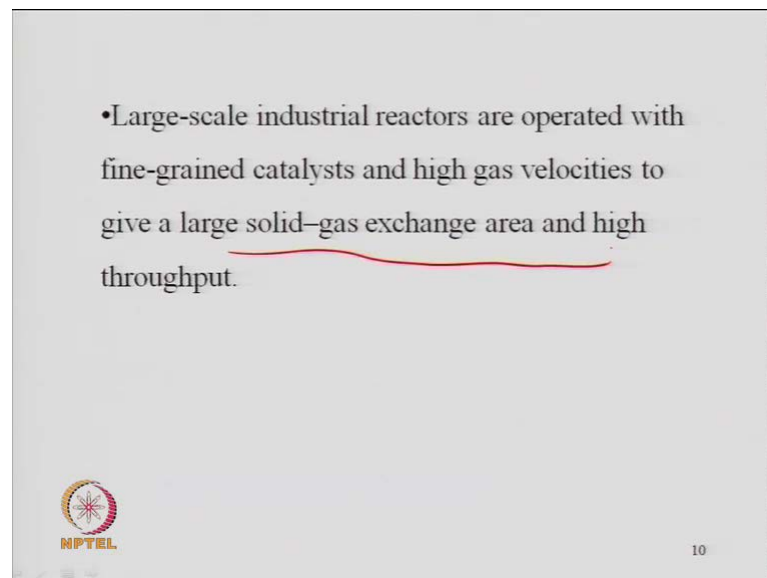 •Large-scale industrial reactors are operated with
fine-grained catalysts and high gas velocities to
give a large solid–gas exchange area and high
throughput.
NPTEL
10